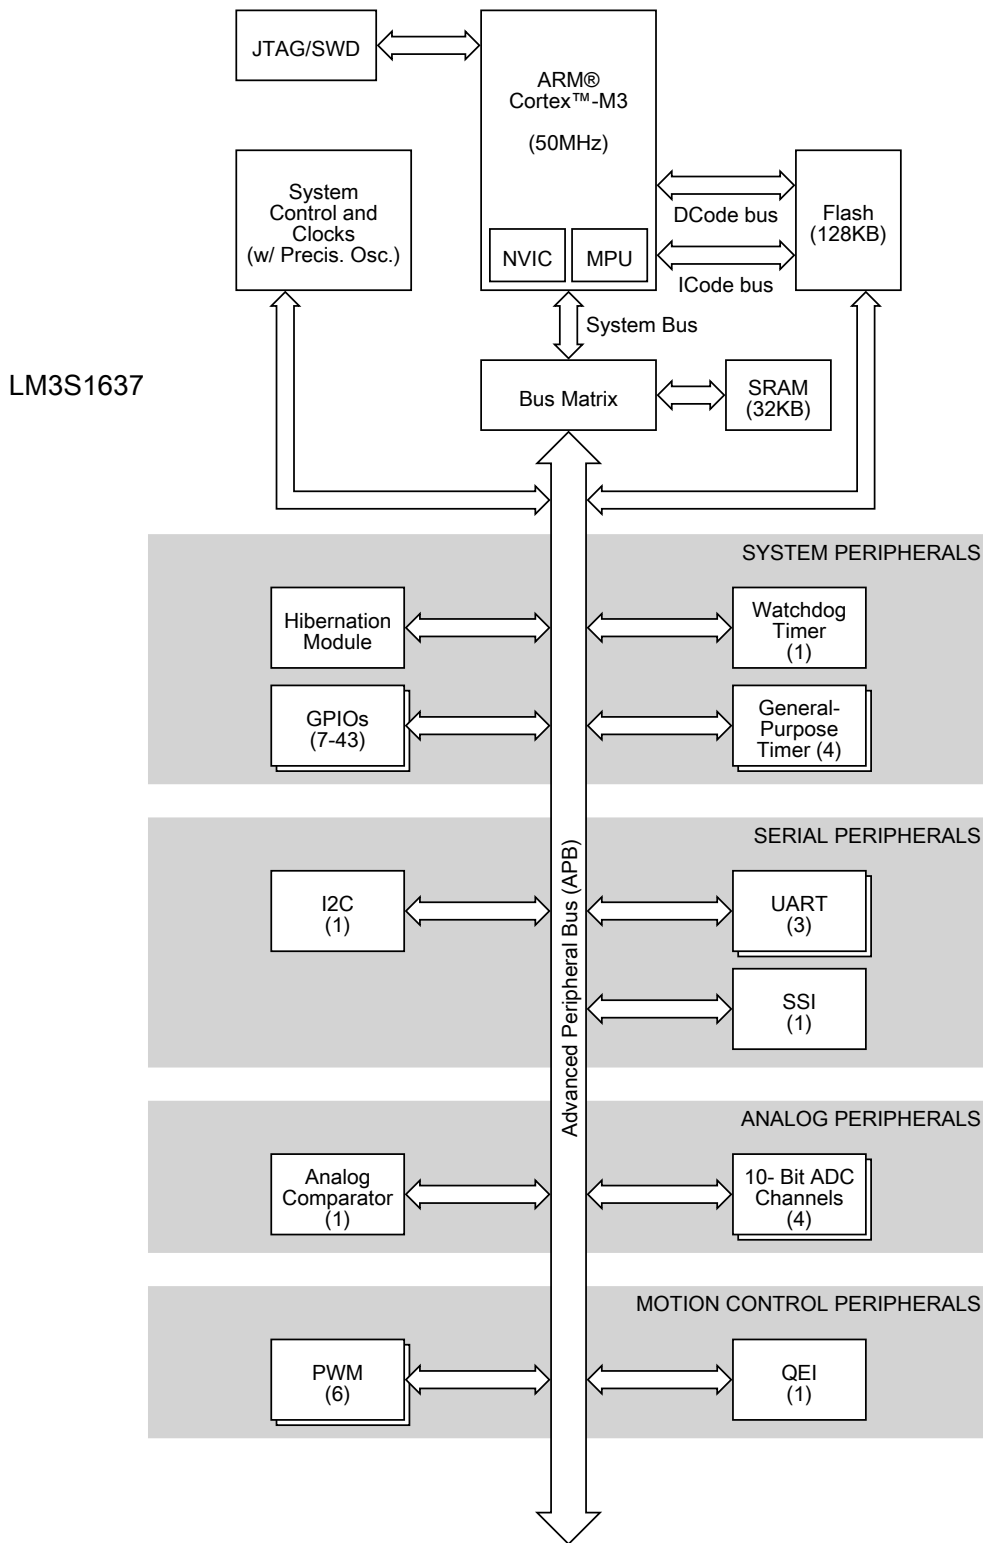 JTAG/SWD
ARM®
Cortex™-M3
(50MHz)
System
Control and
Clocks
(w/ Precis. Osc.)
DCode bus
Flash
(128KB)
NVIC
MPU
ICode bus
System Bus
LM3S1637
Bus Matrix
SRAM
(32KB)
SYSTEM PERIPHERALS
Hibernation
Module
Watchdog
Timer
(1)
GPIOs
(7-43)
General-
Purpose
Timer (4)
Advanced Peripheral Bus (APB)
SERIAL PERIPHERALS
I2C
(1)
UART
(3)
SSI
(1)
ANALOG PERIPHERALS
Analog
Comparator
(1)
10- Bit ADC
Channels
(4)
MOTION CONTROL PERIPHERALS
PWM
(6)
QEI
(1)